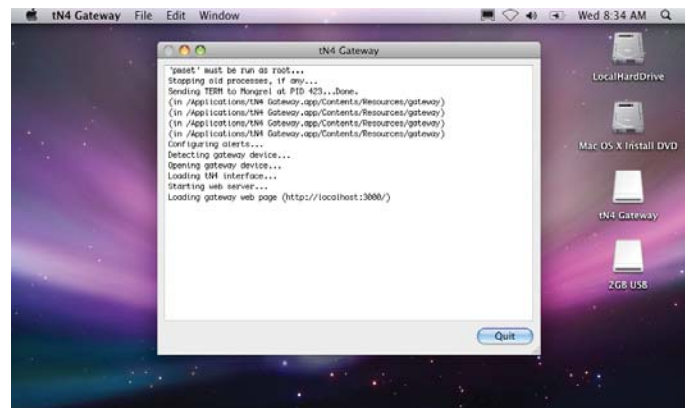 tN4 Gateway File Edit Window Wed 8:34 AM
tN4 Gateway
'pmset' must be run as root...
Stopping old processes, if any...
Sending TERM to Mongrel at PID 423...Done.
(in /Applications/tN4 Gateway.app/Contents/Resources/gateway)
(in /Applications/tN4 Gateway.app/Contents/Resources/gateway)
(in /Applications/tN4 Gateway.app/Contents/Resources/gateway)
(in /Applications/tN4 Gateway.app/Contents/Resources/gateway)
Configuring alerts...
Detecting gateway device...
Opening gateway device...
Loading tN4 interface...
Starting web server...
Loading gateway web page (http://localhost:3000/)
Quit
LocalHardDrive
Mac OS X Install DVD
tN4 Gateway
2GB USB